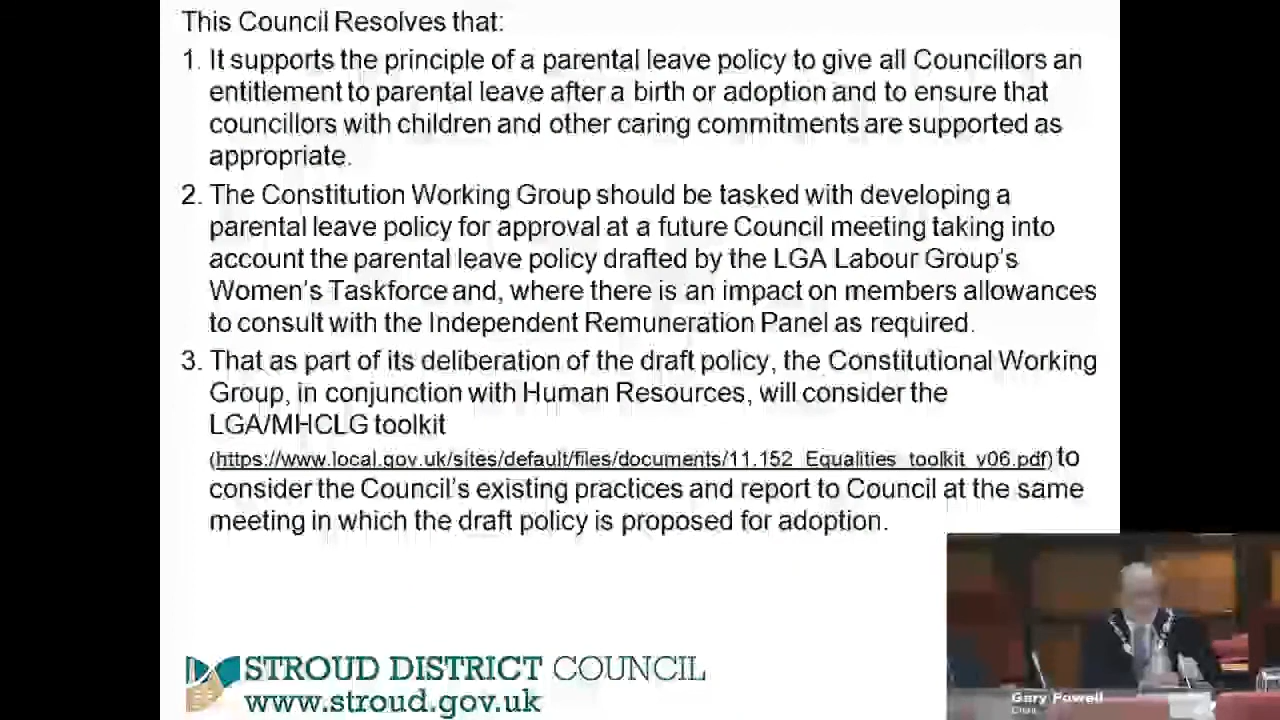 This Council Resolves that:
1. It supports the principle of a parental leave policy to give all Councillors an
entitlement to parental leave after a birth or adoption and to ensure that
councillors with children and other caring commitments are supported as
appropriate.
2. The Constitution Working Group should be tasked with developing a
parental leave policy for approval at a future Council meeting taking into
account the parental leave policy drafted by the LGA Labour Group's
Women's Taskforce and, where there is an impact on members allowances
to consult with the Independent Remuneration Panel as required.
3. That as part of its deliberation of the draft policy, the Constitutional Working
Group, in conjunction with Human Resources, will consider the
LGA/MHCLG toolkit
(https://www.local.gov.uk/sites/default/files/documents/11.152_Equalities_toolkit_v06.pdf) to
consider the Council's existing practices and report to Council at the same
meeting in which the draft policy is proposed for adoption.
STROUD DISTRICT COUNCIL
www.stroud.gov.uk
Gary Powell
Chair